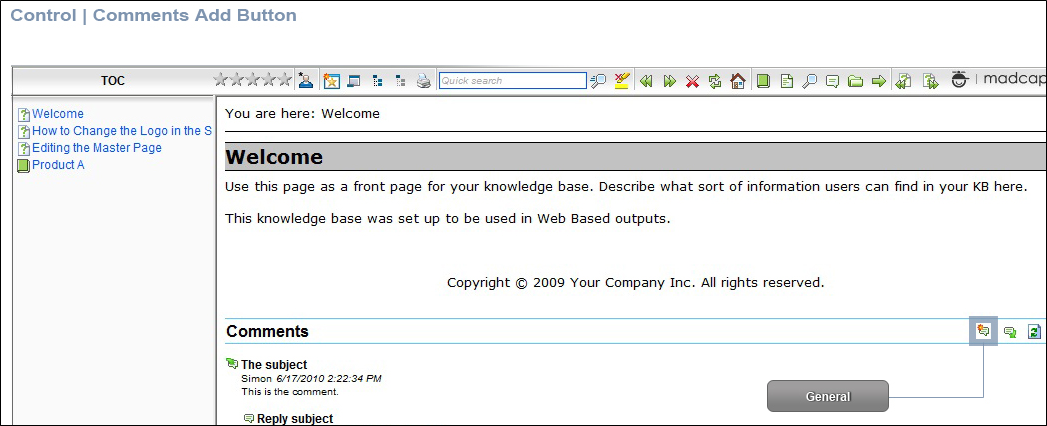 Control | Comments Add Button
TOC
Quick search
madcap
Welcome
How to Change the Logo in the S
Editing the Master Page
Product A
You are here: Welcome
Welcome
Use this page as a front page for your knowledge base. Describe what sort of information users can find in your KB here.
This knowledge base was set up to be used in Web Based outputs.
Copyright © 2009 Your Company Inc. All rights reserved.
Comments
The subject
Simon 6/17/2010 2:22:34 PM
This is the comment.
General
Reply subject